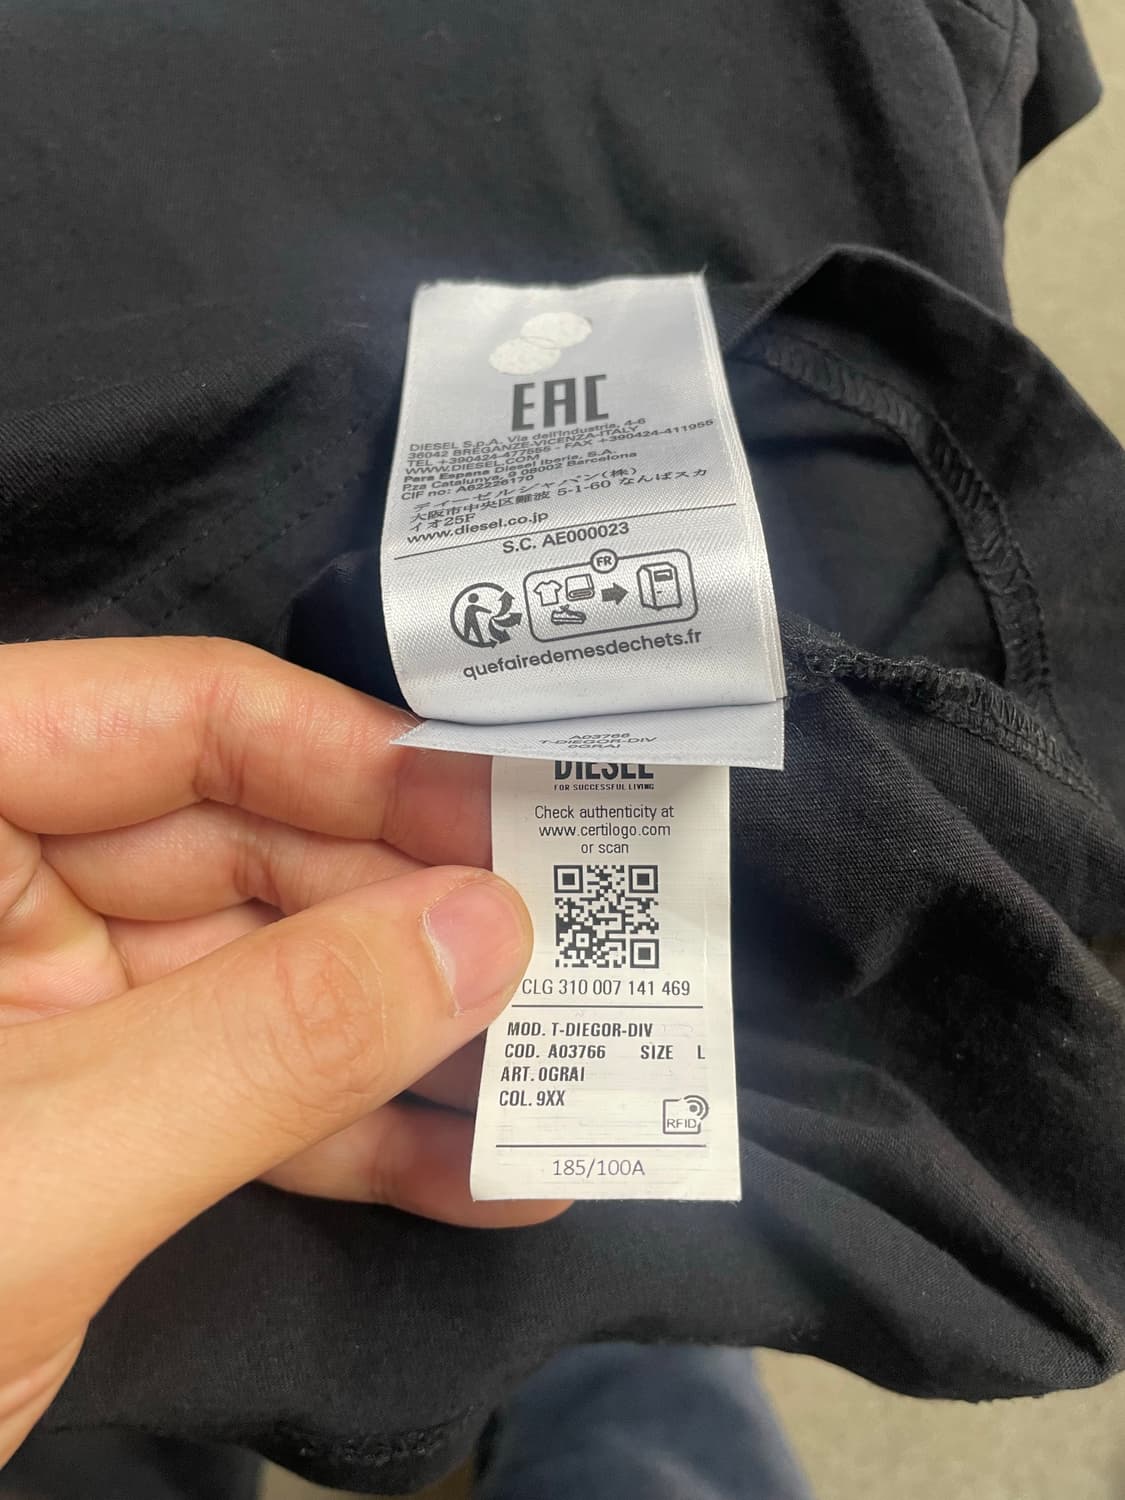 EAC
DIESEL S.p.A. Via dell'Industria, 4-6
36042 BREGANZE-VICENZA-ITALY
TEL +390424-477555 - FAX +390424-411955
WWW.DIESEL.COM
Para Espana Diesel Iberia, S.A.
Pza Catalunya, 9 08002 Barcelona
CIF no: A62226170
ディーゼルジャパン(株)
大阪市中央区難波 5-1-60 なんばスカ
イオ25F
www.diesel.co.jp
S.C. AE000023
FR
quefairedemesdechets.fr
A03766
T-DIEGOR-DIV
0GRAI
DIESEL
FOR SUCCESSFUL LIVING
Check authenticity at
www.certilogo.com
or scan
CLG 310 007 141 469
MOD. T-DIEGOR-DIV
COD. A03766 SIZE L
ART. 0GRAI
COL. 9XX
RFID
185/100A